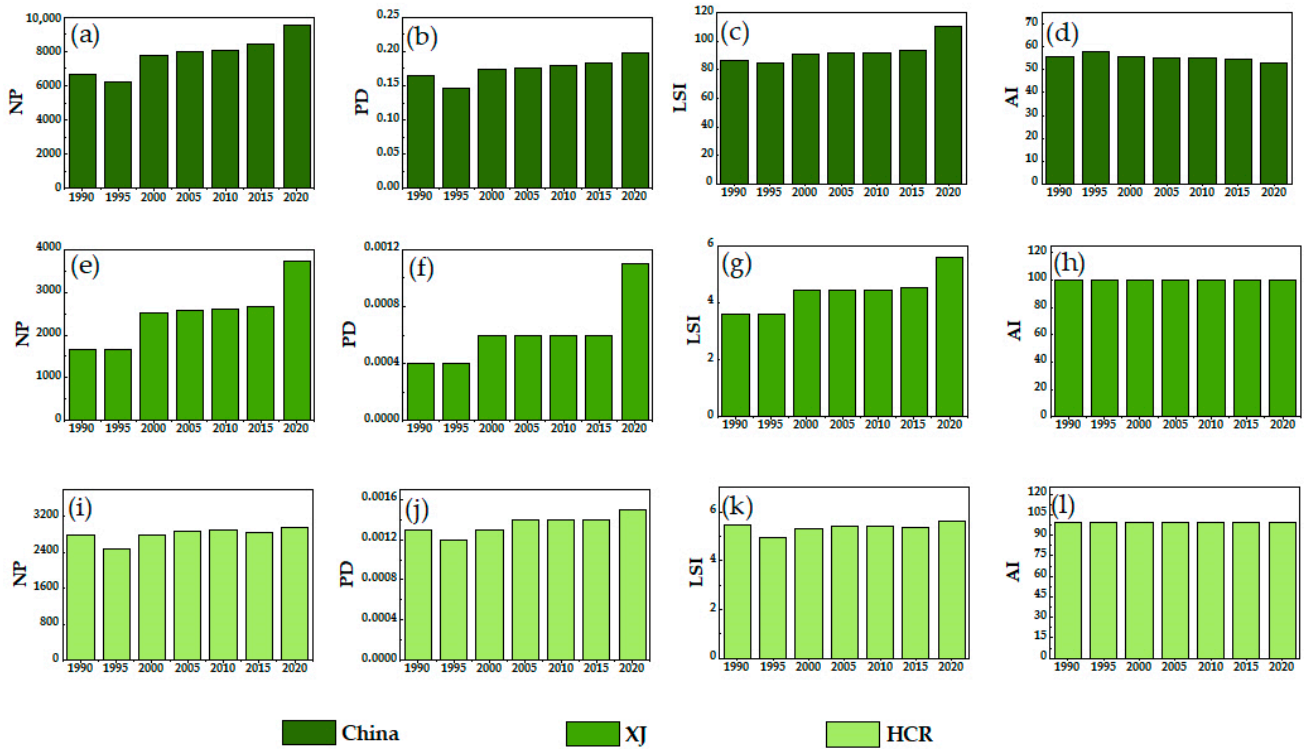 (a)
NP
10,000
8000
6000
4000
2000
0
1990 1995 2000 2005 2010 2015 2020
(b)
PD
0.25
0.20
0.15
0.10
0.05
0.00
1990 1995 2000 2005 2010 2015 2020
(c)
LSI
120
100
80
60
40
20
0
1990 1995 2000 2005 2010 2015 2020
(d)
AI
70
60
50
40
30
20
10
0
1990 1995 2000 2005 2010 2015 2020
(e)
NP
4000
3000
2000
1000
0
1990 1995 2000 2005 2010 2015 2020
(f)
PD
0.0012
0.0008
0.0004
0.0000
1990 1995 2000 2005 2010 2015 2020
(g)
LSI
6
4
2
0
1990 1995 2000 2005 2010 2015 2020
(h)
AI
120
100
80
60
40
20
0
1990 1995 2000 2005 2010 2015 2020
(i)
NP
3200
2400
1600
800
0
1990 1995 2000 2005 2010 2015 2020
(j)
PD
0.0016
0.0012
0.0008
0.0004
0.0000
1990 1995 2000 2005 2010 2015 2020
(k)
LSI
6
4
2
0
1990 1995 2000 2005 2010 2015 2020
(l)
AI
120
105
90
75
60
45
30
15
0
1990 1995 2000 2005 2010 2015 2020
China XJ HCR